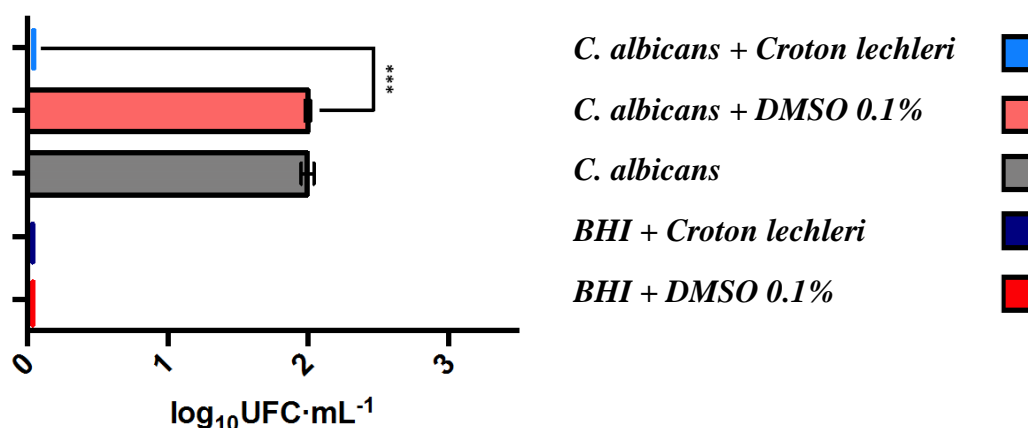 C. albicans + Croton lechleri
***
C. albicans + DMSO 0.1%
C. albicans
BHI + Croton lechleri
BHI + DMSO 0.1%
0 1 2 3
log₁₀UFC·mL⁻¹